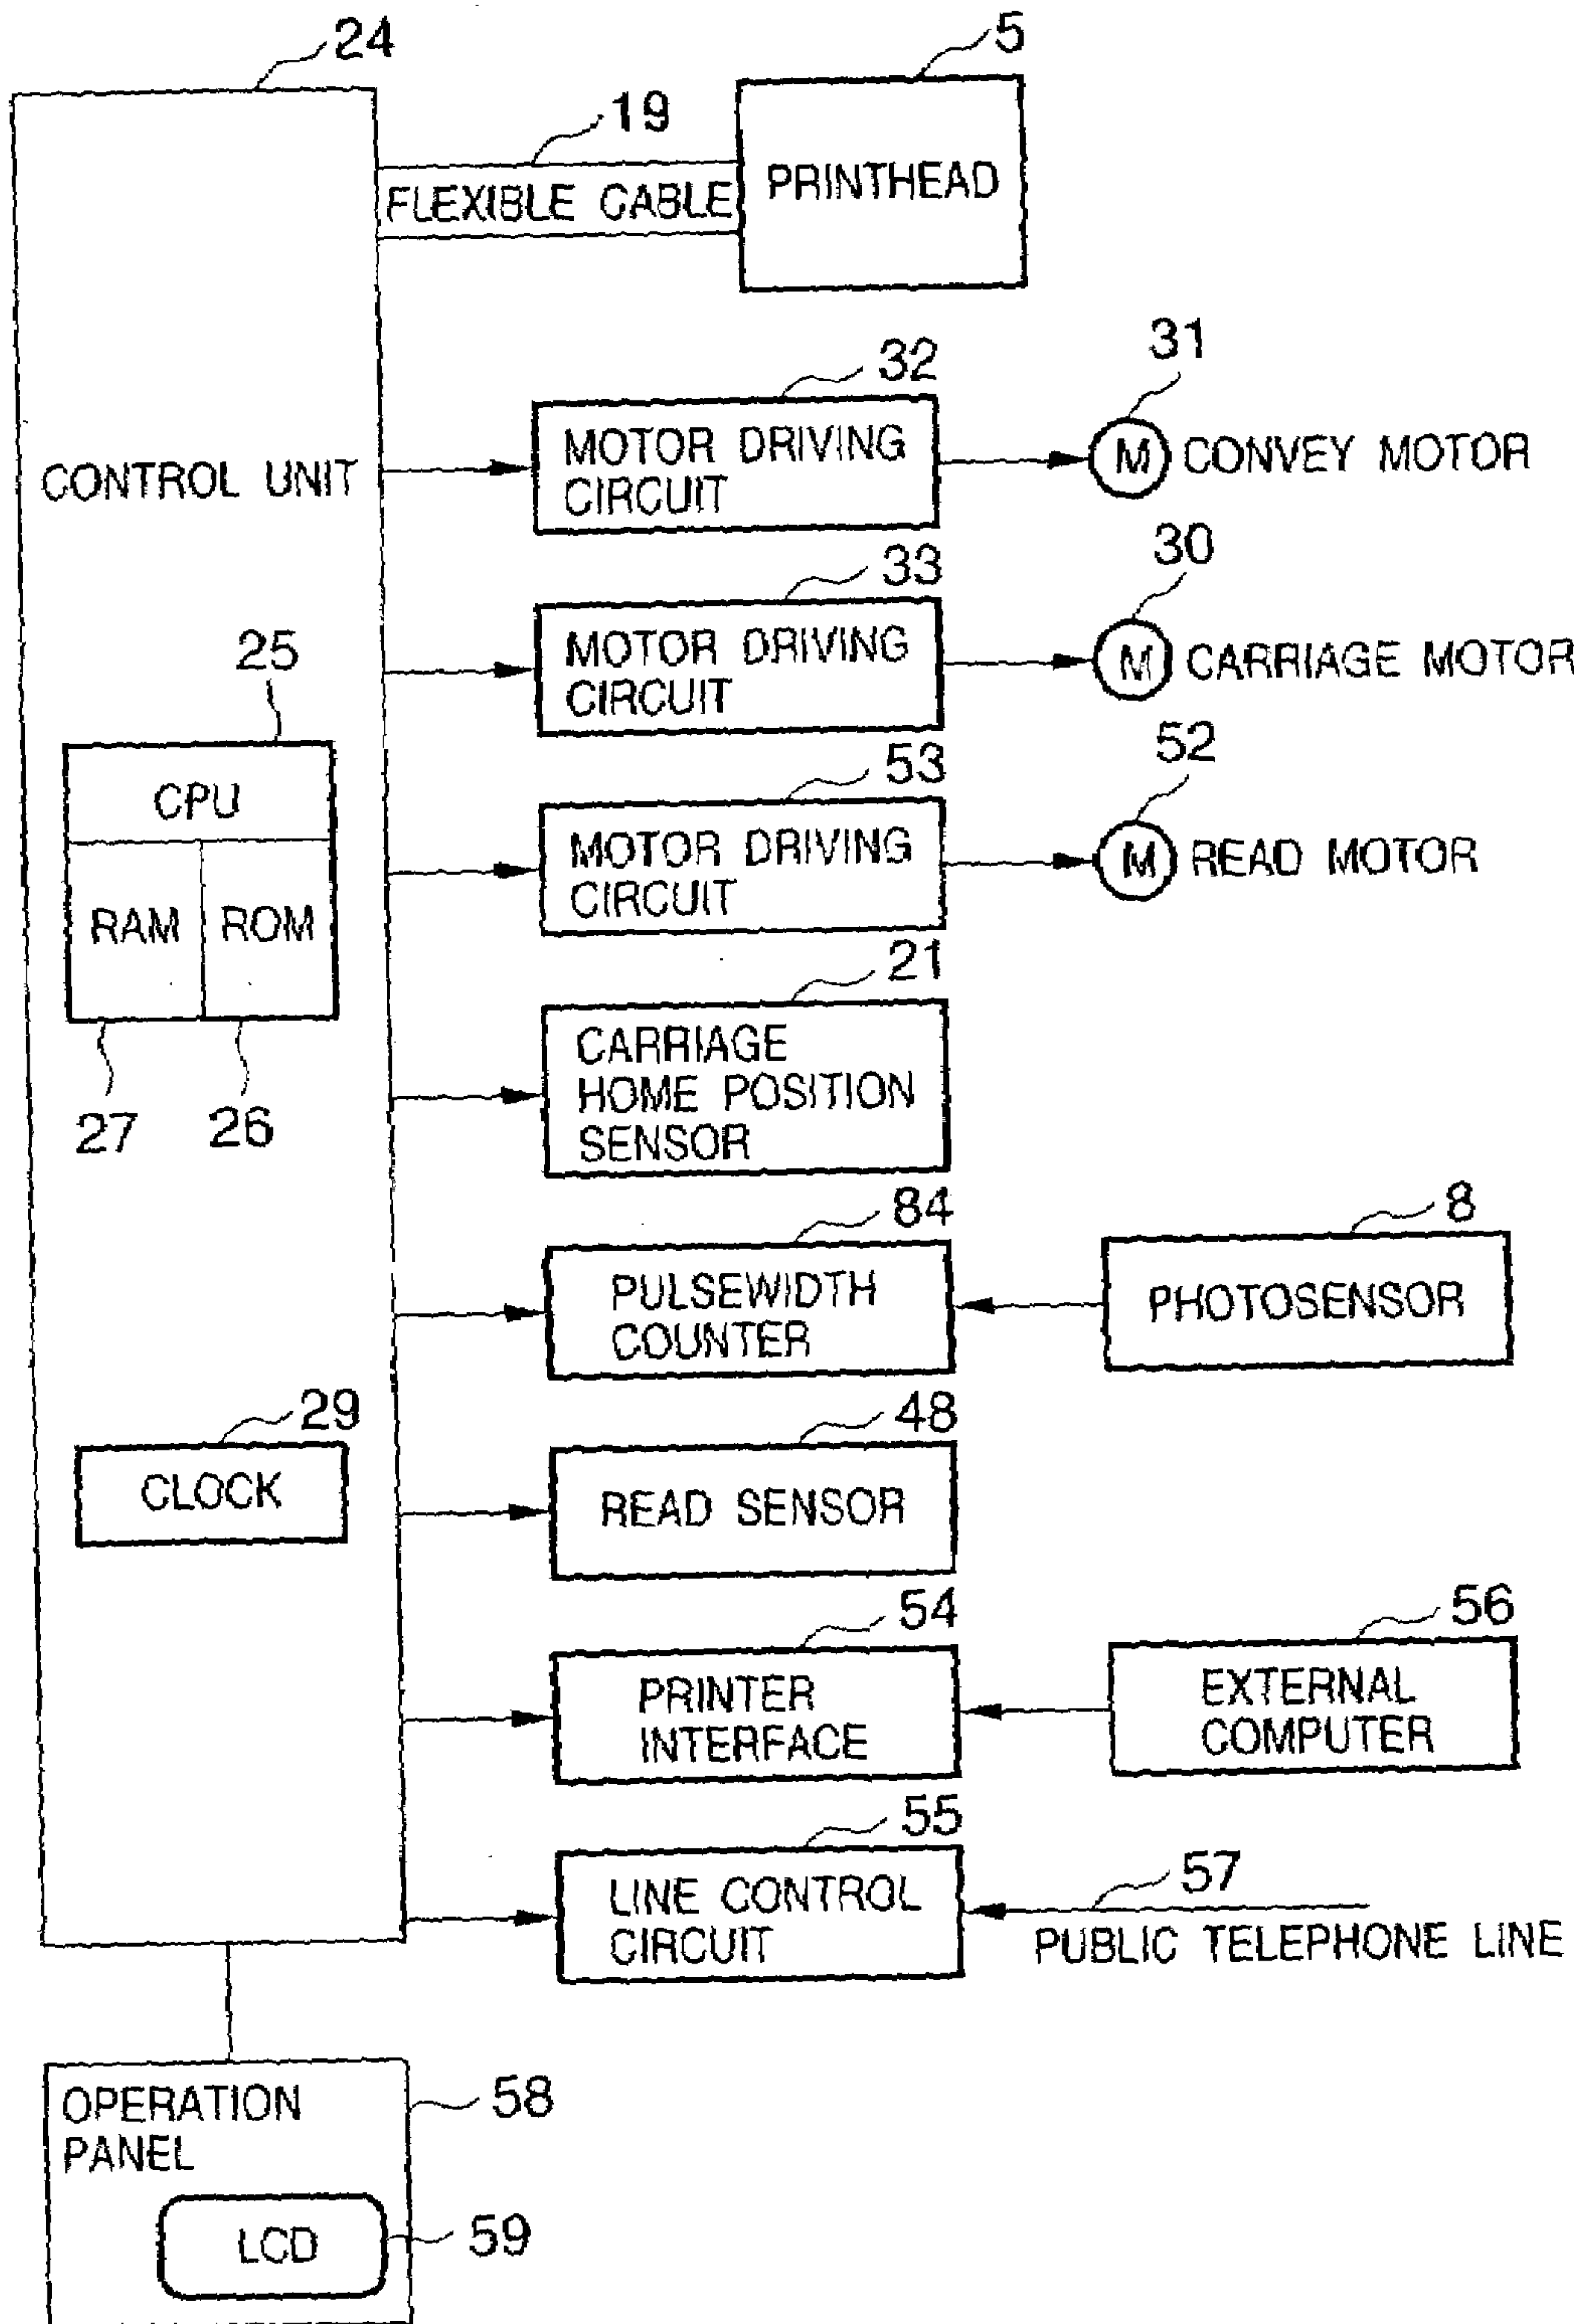 24
5
19
FLEXIBLE CABLE
PRINTHEAD
CONTROL UNIT
32
MOTOR DRIVING
CIRCUIT
31
M
CONVEY MOTOR
33
MOTOR DRIVING
CIRCUIT
30
M
CARRIAGE MOTOR
25
CPU
RAM
ROM
27
26
53
MOTOR DRIVING
CIRCUIT
52
M
READ MOTOR
21
CARRIAGE
HOME POSITION
SENSOR
84
PULSEWIDTH
COUNTER
8
PHOTOSENSOR
29
CLOCK
48
READ SENSOR
54
PRINTER
INTERFACE
56
EXTERNAL
COMPUTER
55
LINE CONTROL
CIRCUIT
57
PUBLIC TELEPHONE LINE
OPERATION
PANEL
58
LCD
59